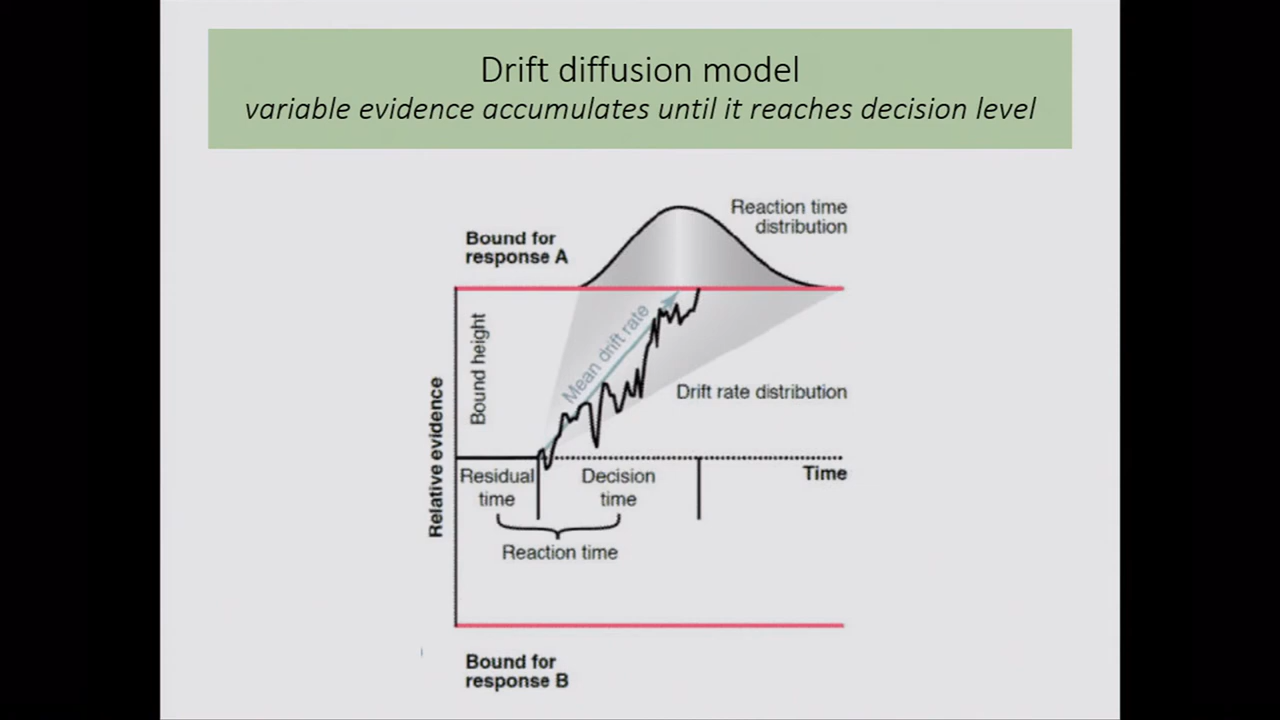 Drift diffusion model
variable evidence accumulates until it reaches decision level
Reaction time
distribution
Bound for
response A
Bound height
Mean drift rate
Drift rate distribution
Relative evidence
Residual
time
Decision
time
Time
Reaction time
Bound for
response B